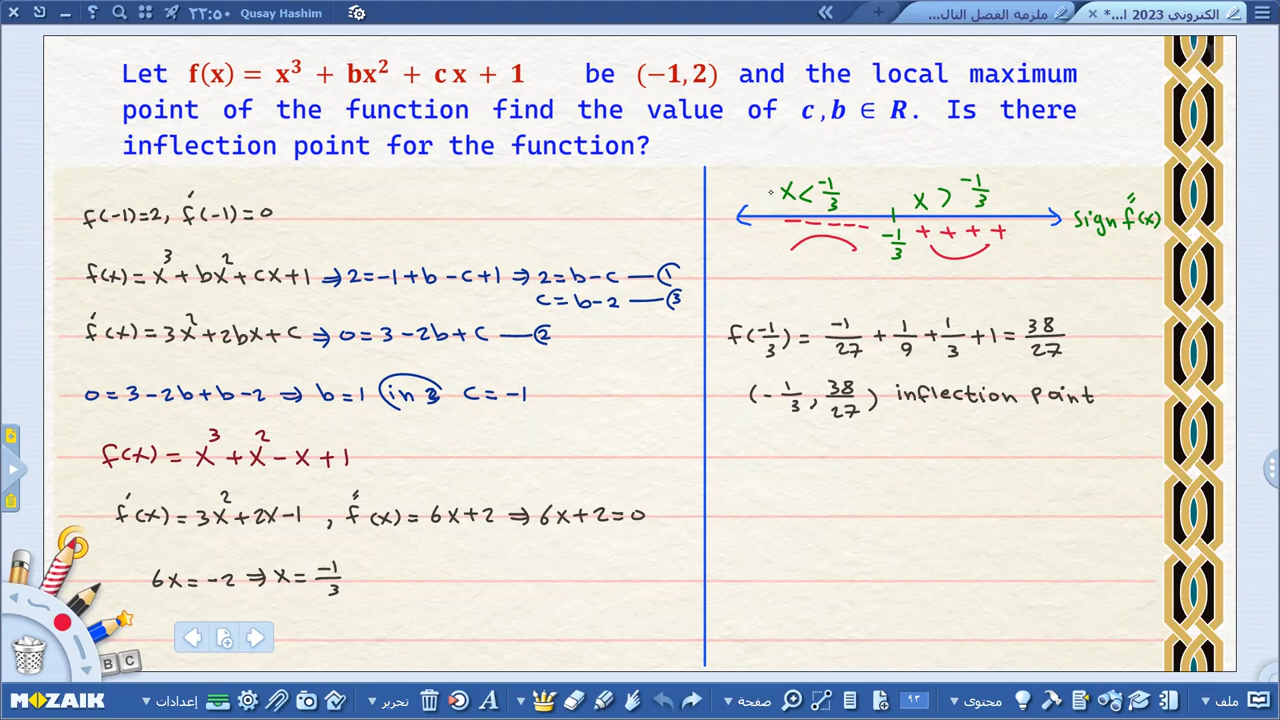 ٢٣:٥٠ Qusay Hashim
ملزمة الفصل التال...
الكتروني 2023 ا...*
Let f(x) = x³ + bx² + cx + 1 be (−1,2) and the local maximum
point of the function find the value of c,b ∈ R. Is there
inflection point for the function?
f(-1)=2, f́(-1)=0
f(x) = x³ + bx² + cx+1 ⇒ 2=-1+b-c+1 ⇒ 2=b-c —①
c=b-2 —③
f́(x) = 3x²+2bx+c ⇒ 0=3-2b+c —②
0=3-2b+b-2 ⇒ b=1 in 3 c=-1
f(x) = x³ + x² - x + 1
f́(x) = 3x²+2x-1 , f̋(x) = 6x+2 ⇒ 6x+2=0
6x=-2 ⇒ x= -1/3
x < -1/3 x > -1/3
Sign f̋(x)
- - - - - - -1/3 + + + +
f(-1/3) = -1/27 + 1/9 + 1/3 + 1 = 38/27
(-1/3, 38/27) inflection point
B C
MOZAIK
إعدادات
تحرير
A
صفحة
١٣
محتوى
ملف